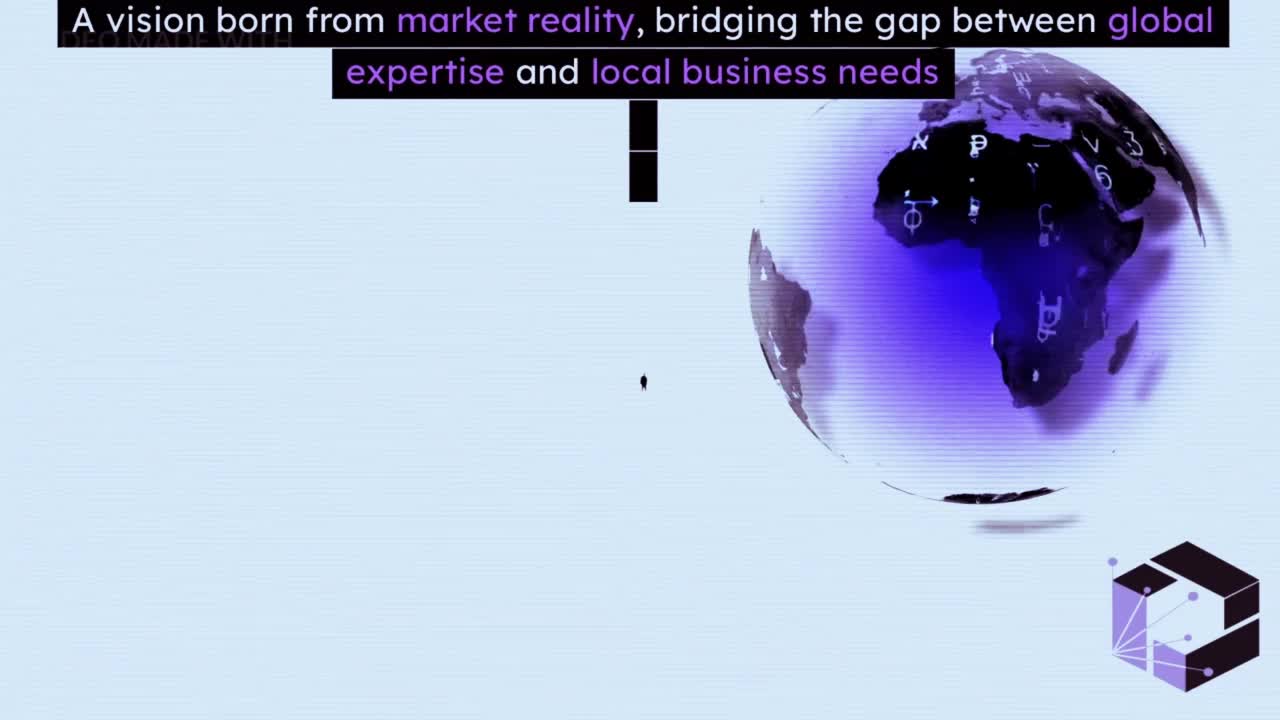 A vision born from market reality, bridging the gap between global
expertise and local business needs